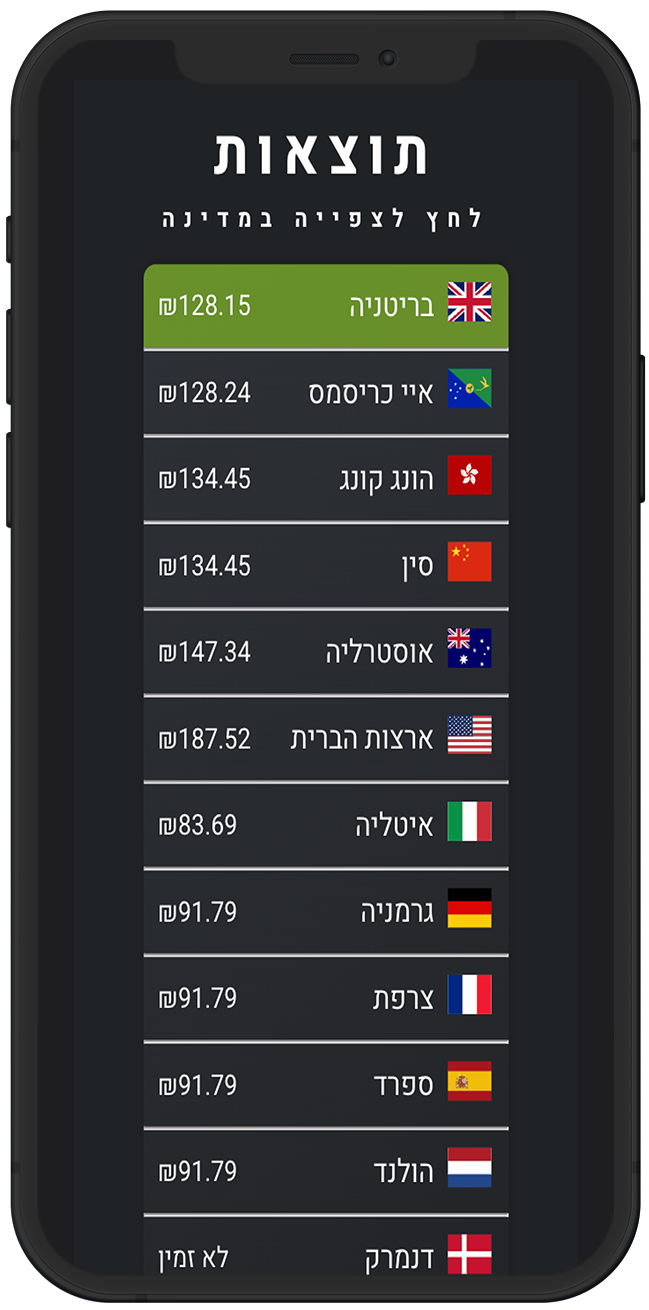 תוצאות
לחץ לצפייה במדינה
בריטניה ₪128.15
איי כריסמס ₪128.24
הונג קונג ₪134.45
סין ₪134.45
אוסטרליה ₪147.34
ארצות הברית ₪187.52
איטליה ₪83.69
גרמניה ₪91.79
צרפת ₪91.79
ספרד ₪91.79
הולנד ₪91.79
דנמרק לא זמין